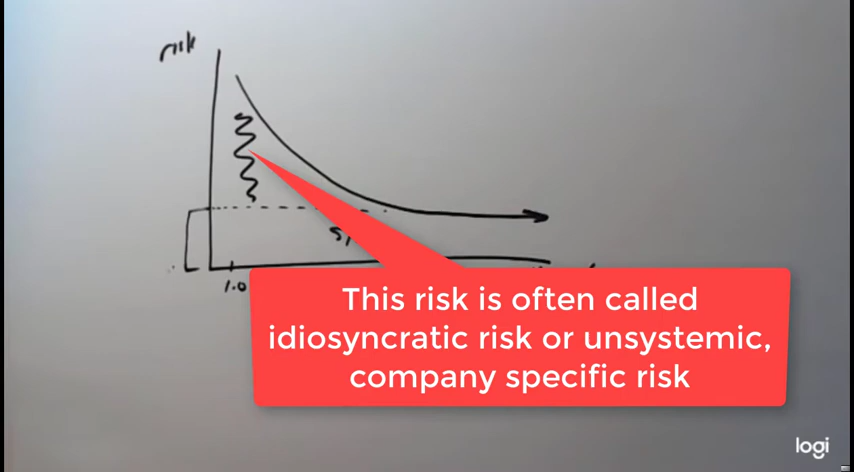 risk
1.0
This risk is often called
idiosyncratic risk or unsystemic,
company specific risk
logi